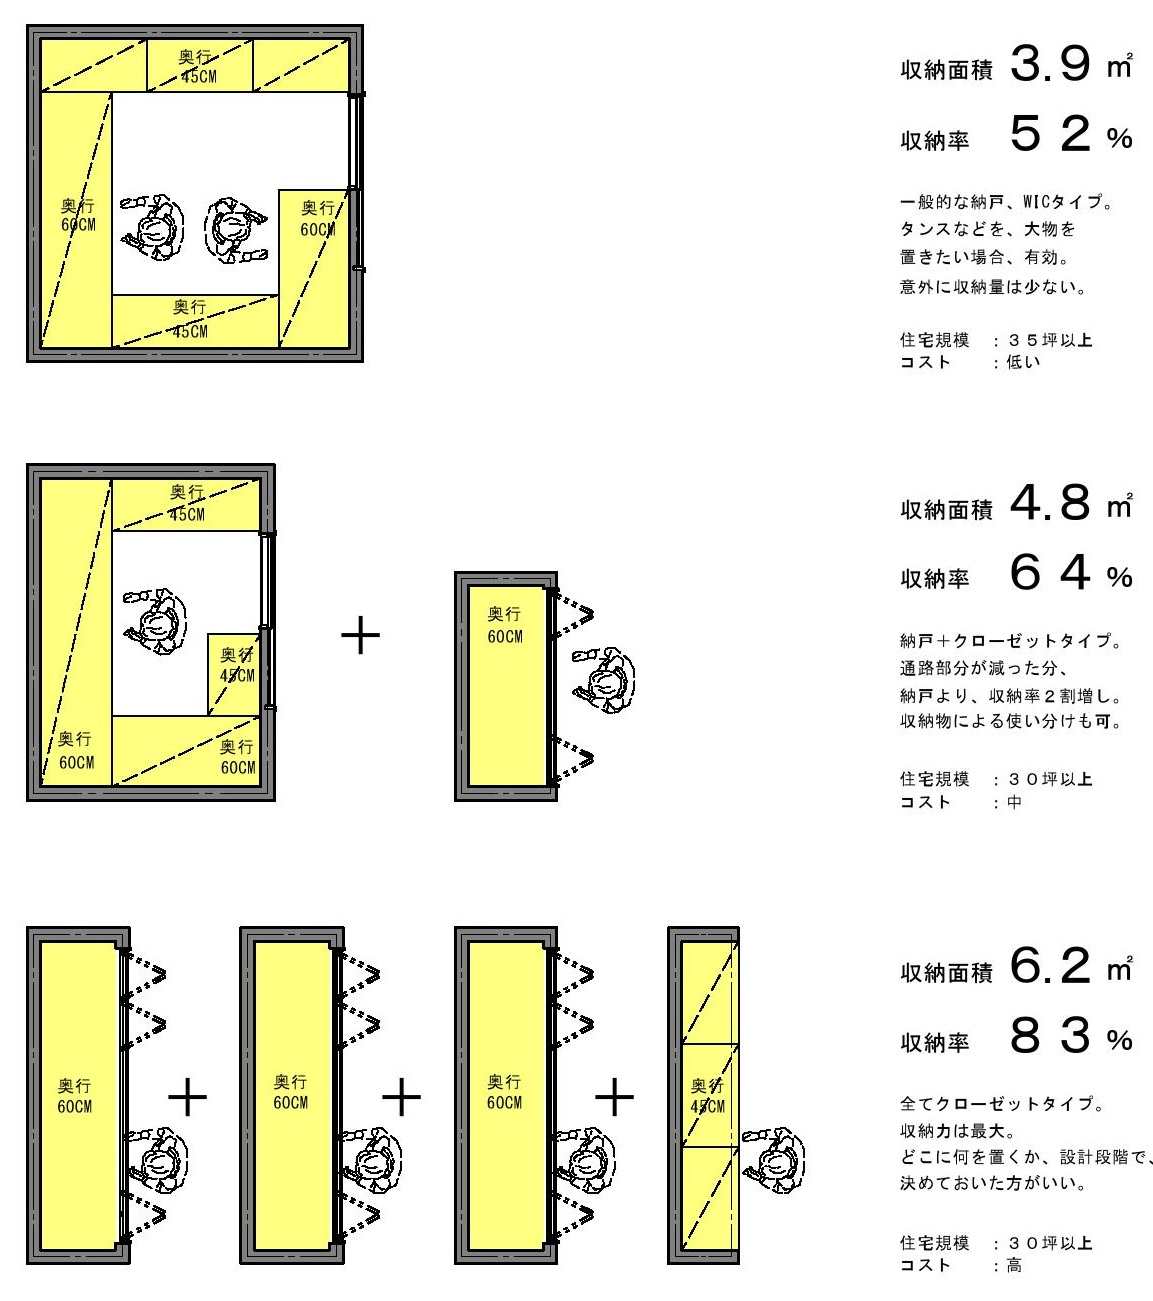 奥行
45CM
奥行
60CM
奥行
60CM
奥行
45CM
収納面積 3.9 ㎡
収納率 52 %
一般的な納戸、WICタイプ。
タンスなどを、大物を
置きたい場合、有効。
意外に収納量は少ない。
住宅規模 ：３５坪以上
コスト ：低い
奥行
45CM
奥行
45CM
奥行
60CM
奥行
60CM
＋
奥行
60CM
収納面積 4.8 ㎡
収納率 64 %
納戸＋クローゼットタイプ。
通路部分が減った分、
納戸より、収納率２割増し。
収納物による使い分けも可。
住宅規模 ：３０坪以上
コスト ：中
奥行
60CM
＋
奥行
60CM
＋
奥行
60CM
＋
奥行
45CM
収納面積 6.2 ㎡
収納率 83 %
全てクローゼットタイプ。
収納力は最大。
どこに何を置くか、設計段階で、
決めておいた方がいい。
住宅規模 ：３０坪以上
コスト ：高